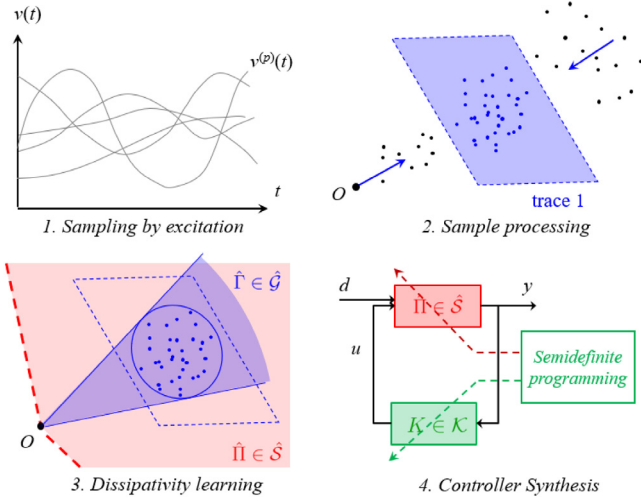 v(t)
v^{(p)}(t)
t
1. Sampling by excitation
O
trace 1
2. Sample processing
Γ̂ ∈ 𝒢̂
O
Π̂ ∈ 𝒮̂
3. Dissipativity learning
d
Π̂ ∈ 𝒮̂
y
u
Semidefinite
programming
K ∈ 𝒦
4. Controller Synthesis